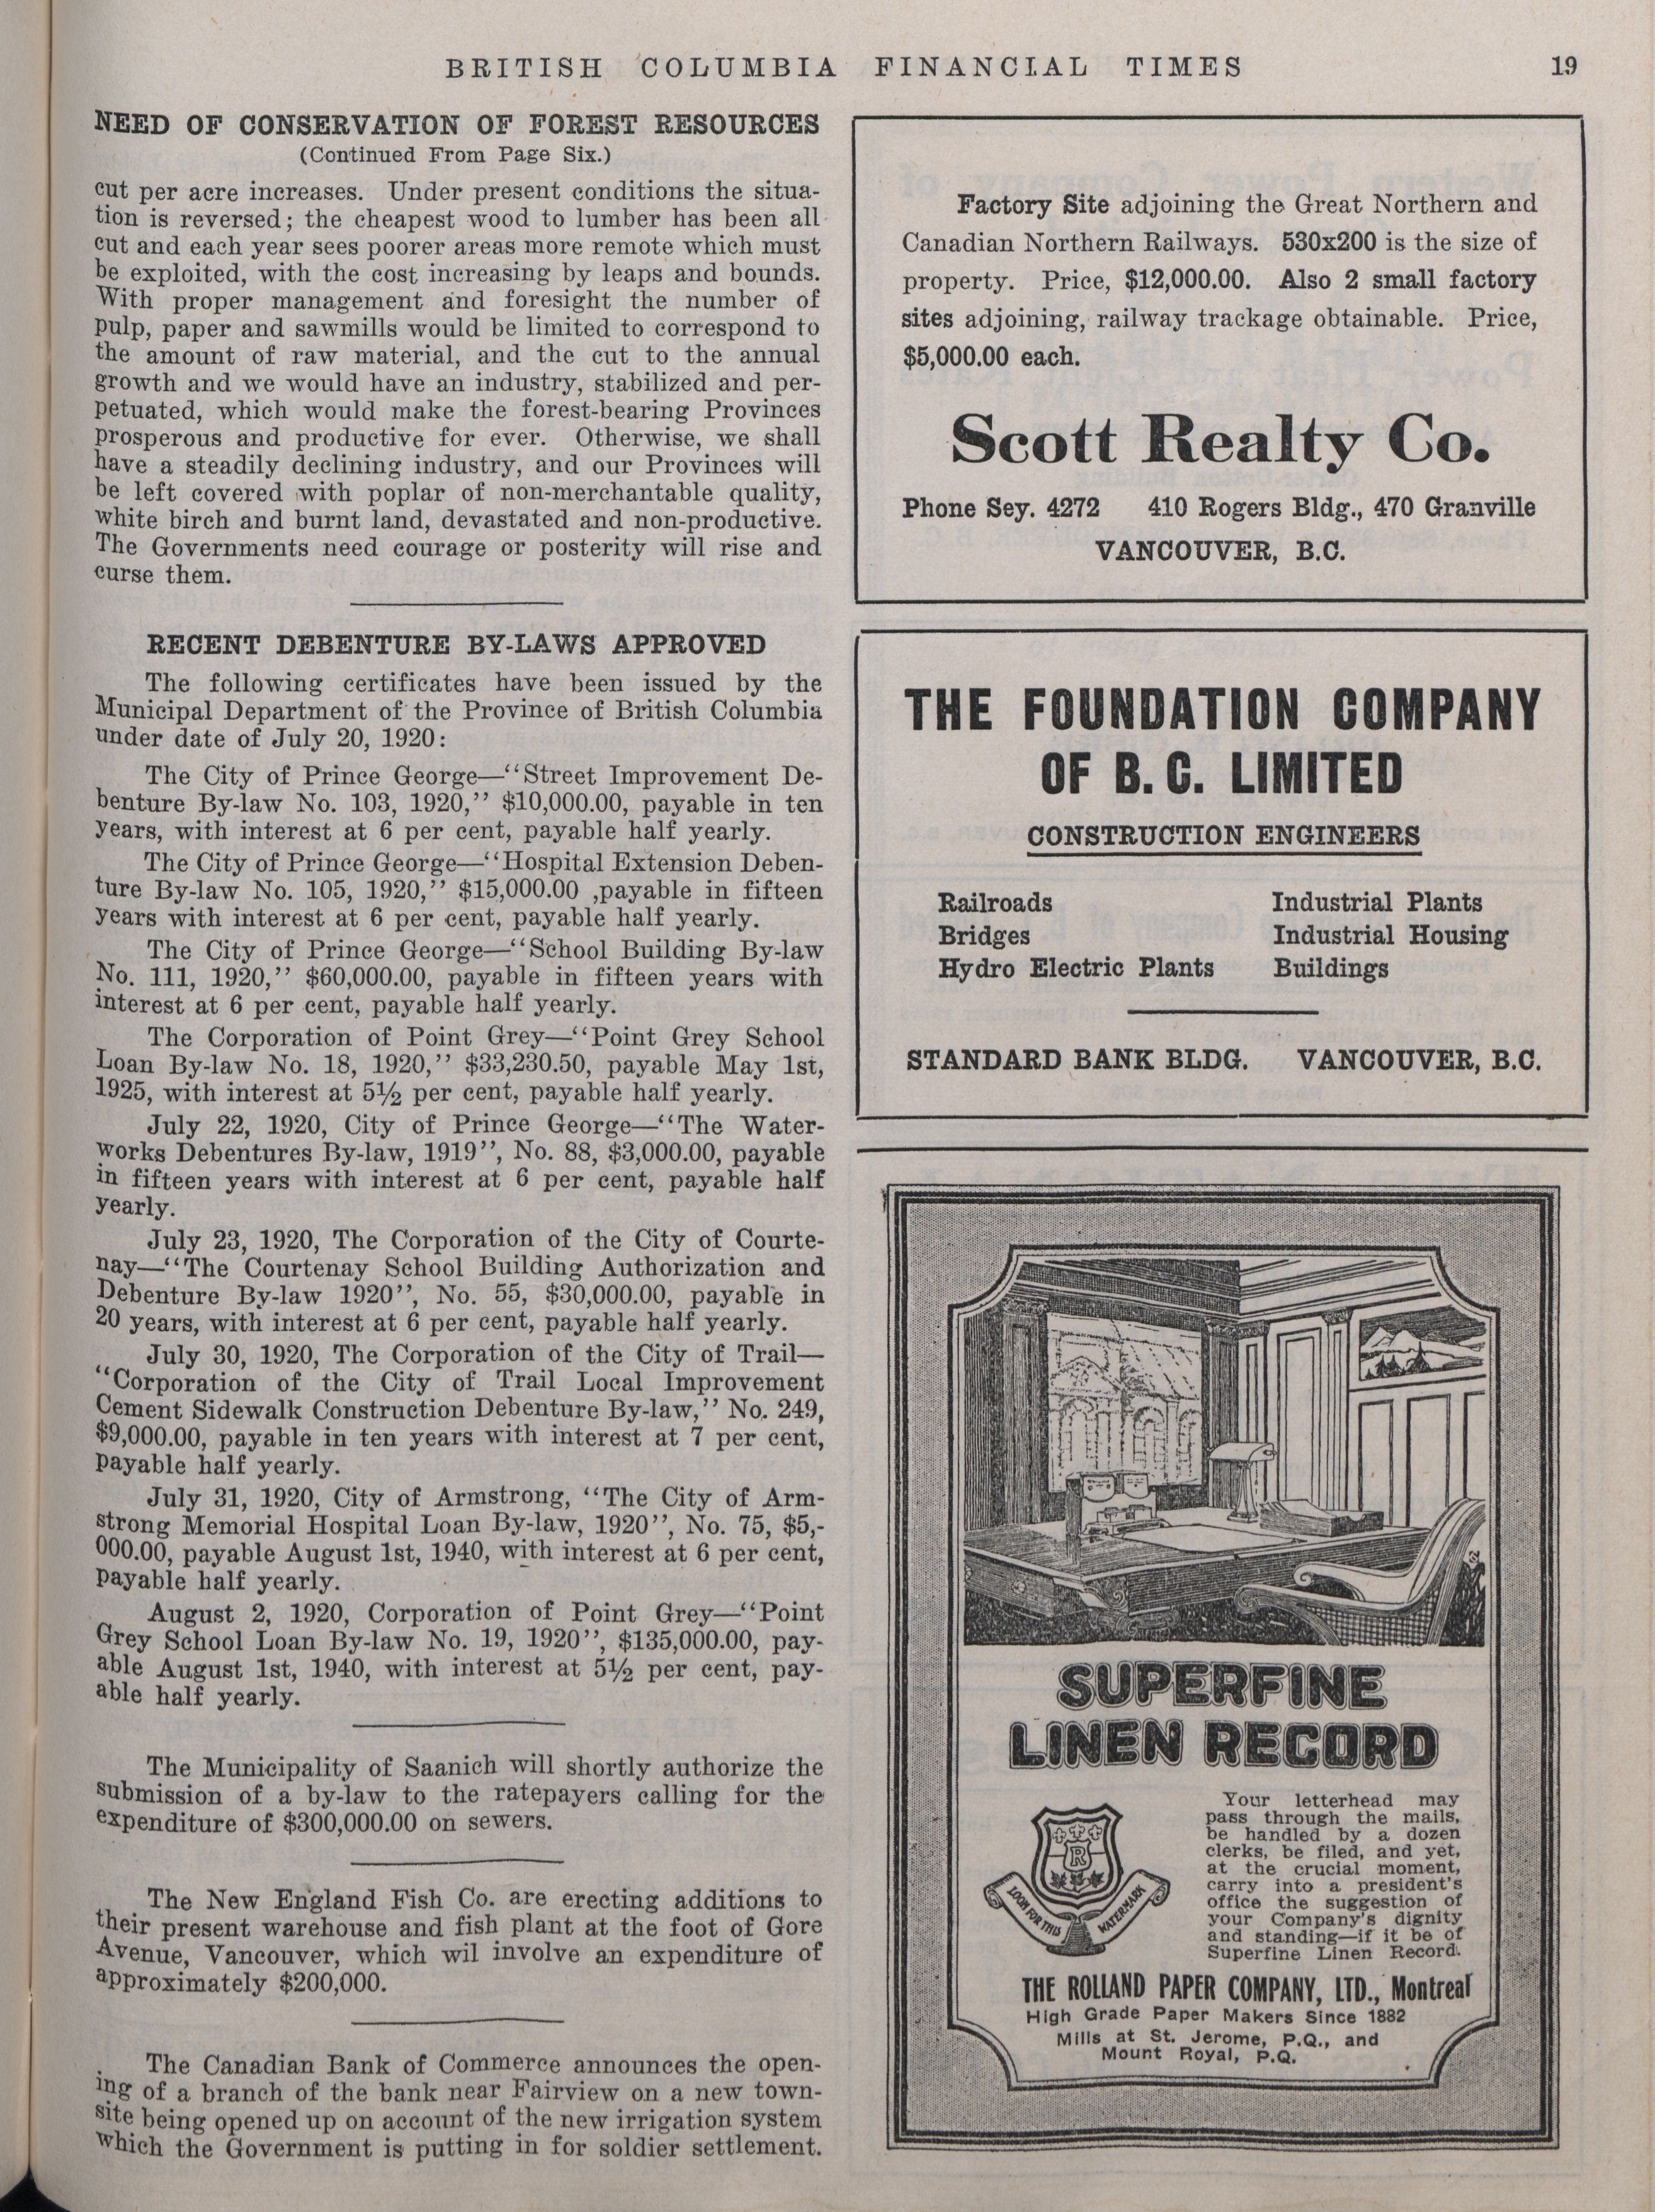 BRITISH COLUMBIA FINANCIAL TIMES 19
NEED OF CONSERVATION OF FOREST RESOURCES
(Continued From Page Six.)
cut per acre increases. Under present conditions the situa-
tion is reversed; the cheapest wood to lumber has been all
cut and each year sees poorer areas more remote which must
be exploited, with the cost increasing by leaps and bounds.
With proper management and foresight the number of
pulp, paper and sawmills would be limited to correspond to
the amount of raw material, and the cut to the annual
growth and we would have an industry, stabilized and per-
petuated, which would make the forest-bearing Provinces
prosperous and productive for ever. Otherwise, we shall
have a steadily declining industry, and our Provinces will
be left covered with poplar of non-merchantable quality,
white birch and burnt land, devastated and non-productive.
The Governments need courage or posterity will rise and
curse them.
RECENT DEBENTURE BY-LAWS APPROVED
The following certificates have been issued by the
Municipal Department of the Province of British Columbia
under date of July 20, 1920:
The City of Prince George—"Street Improvement De-
benture By-law No. 103, 1920," $10,000.00, payable in ten
years, with interest at 6 per cent, payable half yearly.
The City of Prince George—"Hospital Extension Deben-
ture By-law No. 105, 1920," $15,000.00 ,payable in fifteen
years with interest at 6 per cent, payable half yearly.
The City of Prince George—"School Building By-law
No. 111, 1920," $60,000.00, payable in fifteen years with
interest at 6 per cent, payable half yearly.
The Corporation of Point Grey—"Point Grey School
Loan By-law No. 18, 1920," $33,230.50, payable May 1st,
1925, with interest at 5½ per cent, payable half yearly.
July 22, 1920, City of Prince George—"The Water-
works Debentures By-law, 1919", No. 88, $3,000.00, payable
in fifteen years with interest at 6 per cent, payable half
yearly.
July 23, 1920, The Corporation of the City of Courte-
nay—"The Courtenay School Building Authorization and
Debenture By-law 1920", No. 55, $30,000.00, payable in
20 years, with interest at 6 per cent, payable half yearly.
July 30, 1920, The Corporation of the City of Trail—
"Corporation of the City of Trail Local Improvement
Cement Sidewalk Construction Debenture By-law," No. 249,
$9,000.00, payable in ten years with interest at 7 per cent,
payable half yearly.
July 31, 1920, City of Armstrong, "The City of Arm-
strong Memorial Hospital Loan By-law, 1920", No. 75, $5,-
000.00, payable August 1st, 1940, with interest at 6 per cent,
payable half yearly.
August 2, 1920, Corporation of Point Grey—"Point
Grey School Loan By-law No. 19, 1920", $135,000.00, pay-
able August 1st, 1940, with interest at 5½ per cent, pay-
able half yearly.
The Municipality of Saanich will shortly authorize the
submission of a by-law to the ratepayers calling for the
expenditure of $300,000.00 on sewers.
The New England Fish Co. are erecting additions to
their present warehouse and fish plant at the foot of Gore
Avenue, Vancouver, which wil involve an expenditure of
approximately $200,000.
The Canadian Bank of Commerce announces the open-
ing of a branch of the bank near Fairview on a new town-
site being opened up on account of the new irrigation system
which the Government is putting in for soldier settlement.
Factory Site adjoining the Great Northern and
Canadian Northern Railways. 530x200 is the size of
property. Price, $12,000.00. Also 2 small factory
sites adjoining, railway trackage obtainable. Price,
$5,000.00 each.
Scott Realty Co.
Phone Sey. 4272 410 Rogers Bldg., 470 Granville
VANCOUVER, B.C.
THE FOUNDATION COMPANY
OF B. C. LIMITED
CONSTRUCTION ENGINEERS
Railroads Industrial Plants
Bridges Industrial Housing
Hydro Electric Plants Buildings
STANDARD BANK BLDG. VANCOUVER, B.C.
SUPERFINE
LINEN RECORD
R
LOOK FOR THIS WATERMARK
Your letterhead may
pass through the mails,
be handled by a dozen
clerks, be filed, and yet,
at the crucial moment,
carry into a president's
office the suggestion of
your Company's dignity
and standing—if it be of
Superfine Linen Record.
THE ROLLAND PAPER COMPANY, LTD., Montreal
High Grade Paper Makers Since 1882
Mills at St. Jerome, P.Q., and
Mount Royal, P.Q.